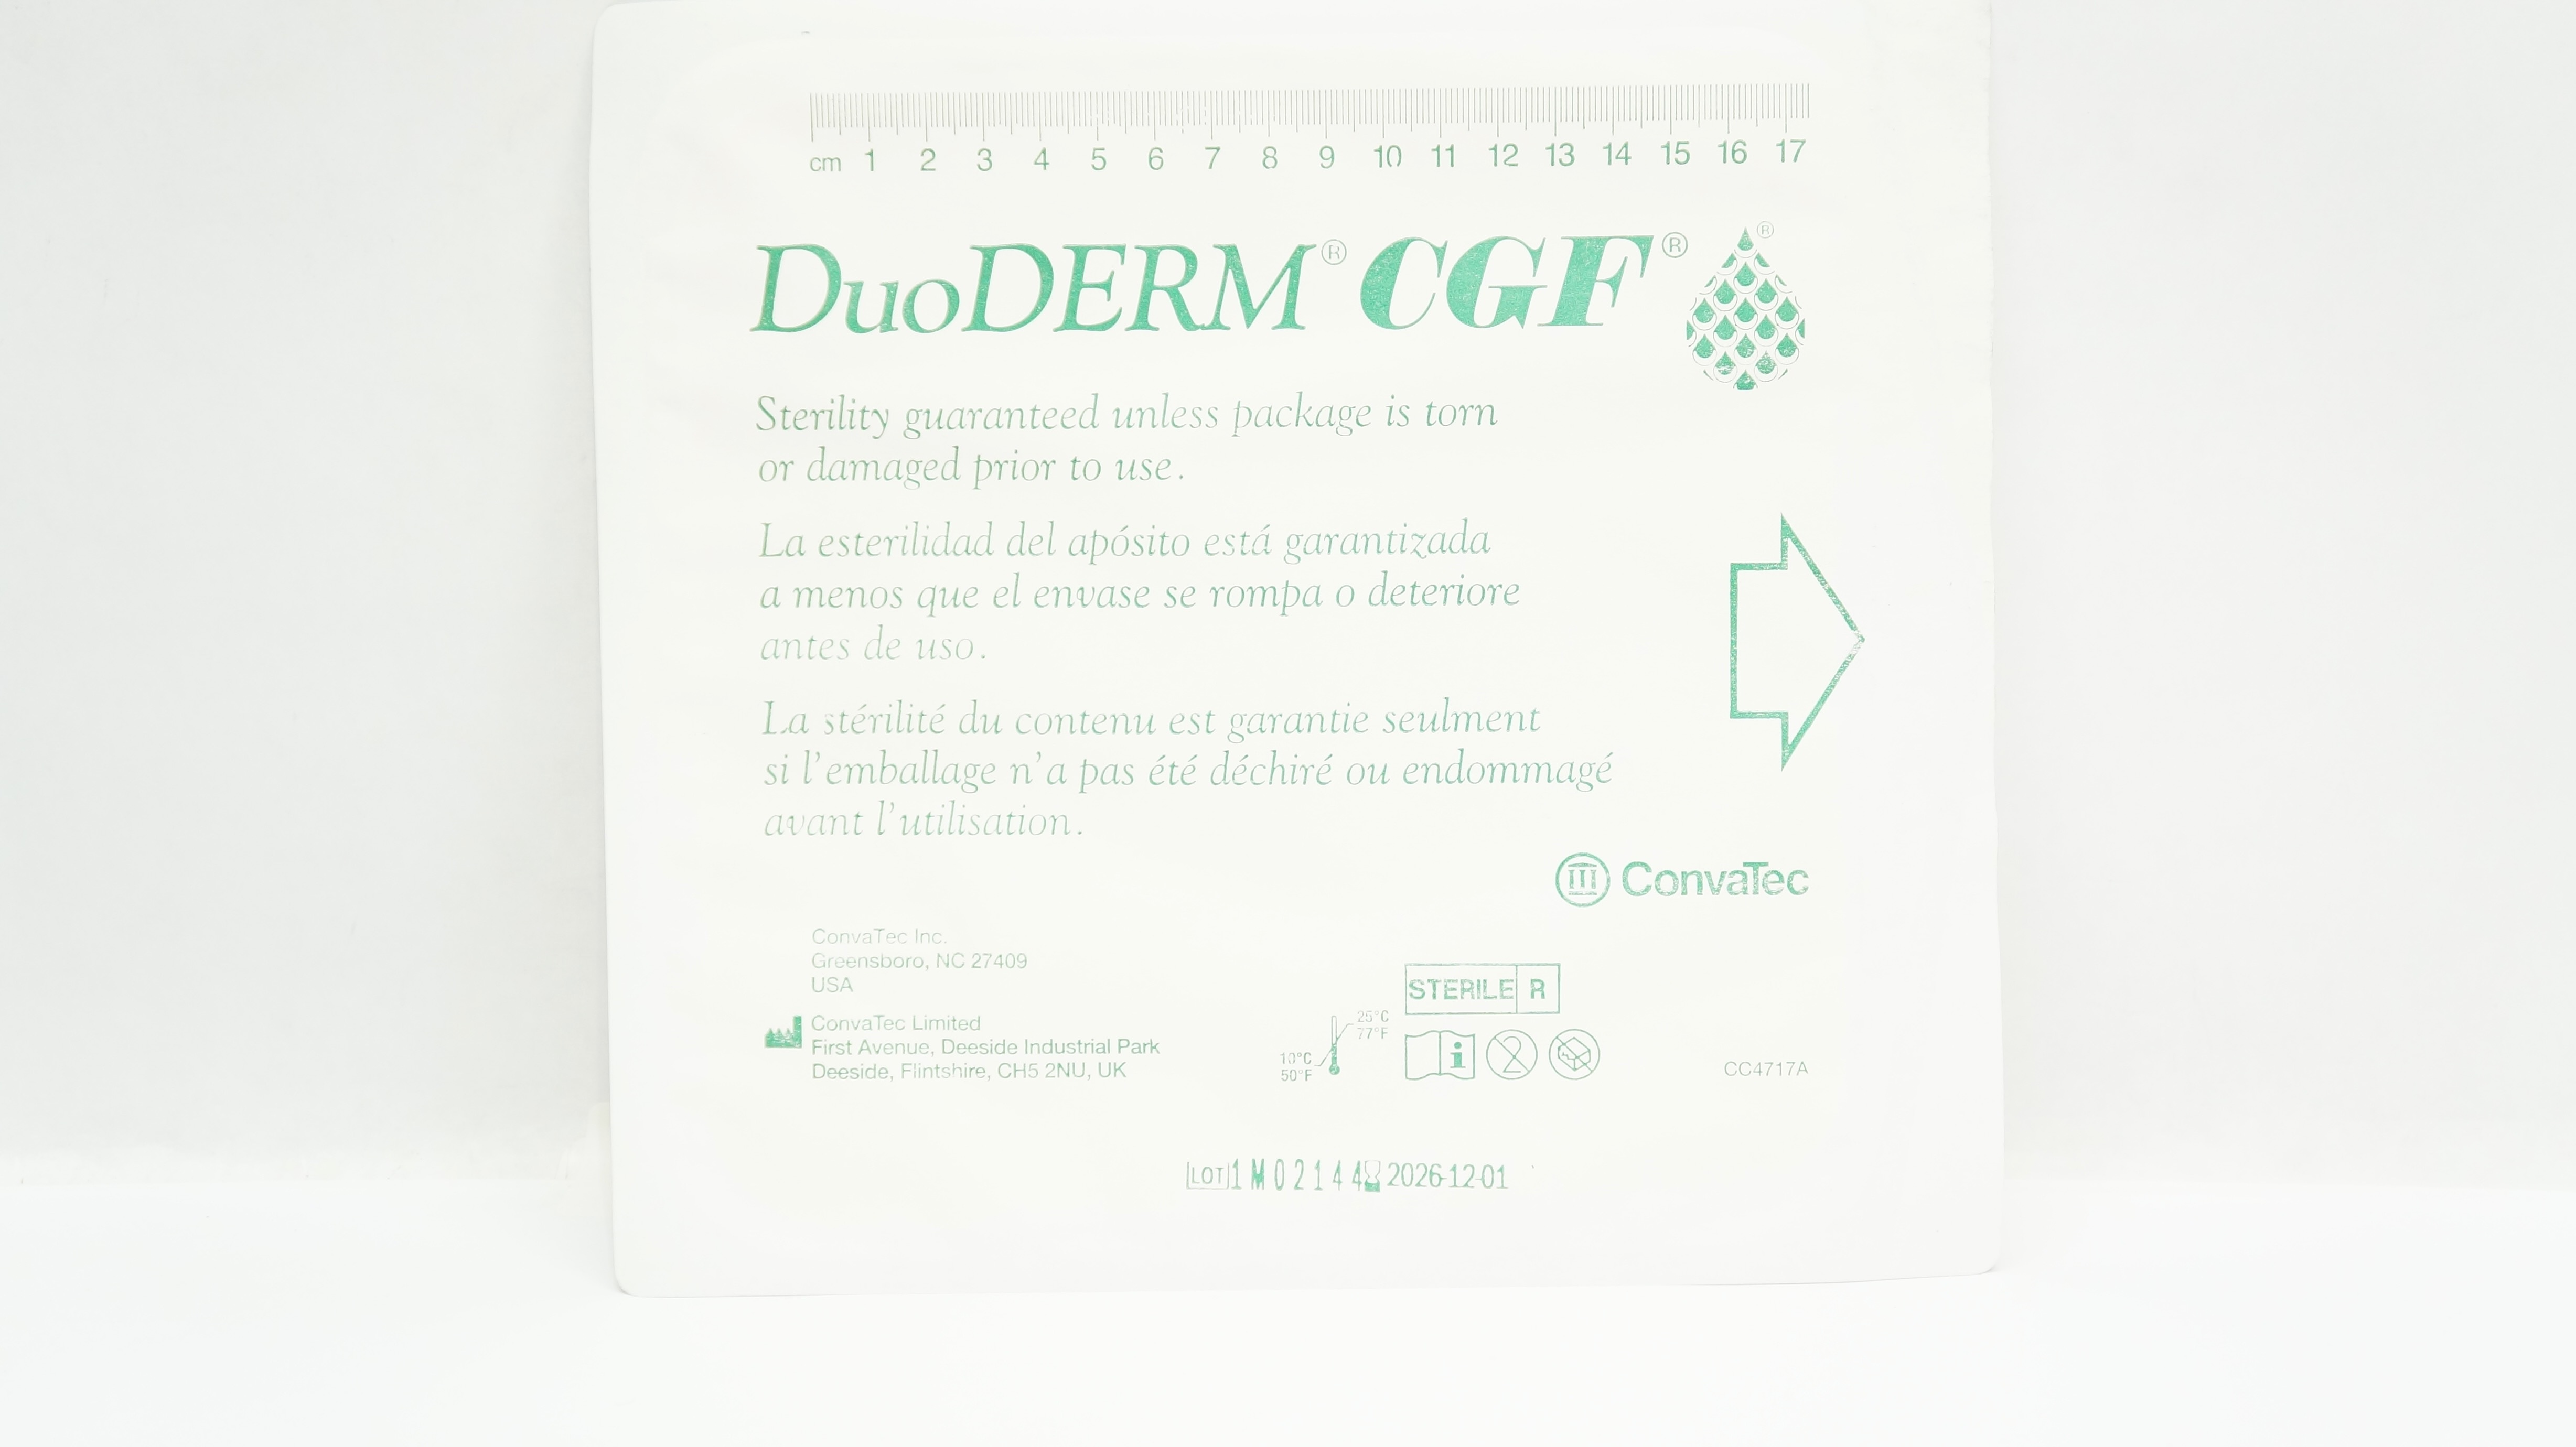 cm 1 2 3 4 5 6 7 8 9 10 11 12 13 14 15 16 17
DuoDERM® CGF® ®
Sterility guaranteed unless package is torn
or damaged prior to use.
La esterilidad del apósito está garantizada
a menos que el envase se rompa o deteriore
antes de uso.
La stérilité du contenu est garantie seulment
si l'emballage n'a pas été déchiré ou endommagé
avant l'utilisation.
ConvaTec
ConvaTec Inc.
Greensboro, NC 27409
USA
ConvaTec Limited
First Avenue, Deeside Industrial Park
Deeside, Flintshire, CH5 2NU, UK
25°C
77°F
10°C
50°F
STERILE R
i 2
CC4717A
LOT 1M02144 2026-12-01